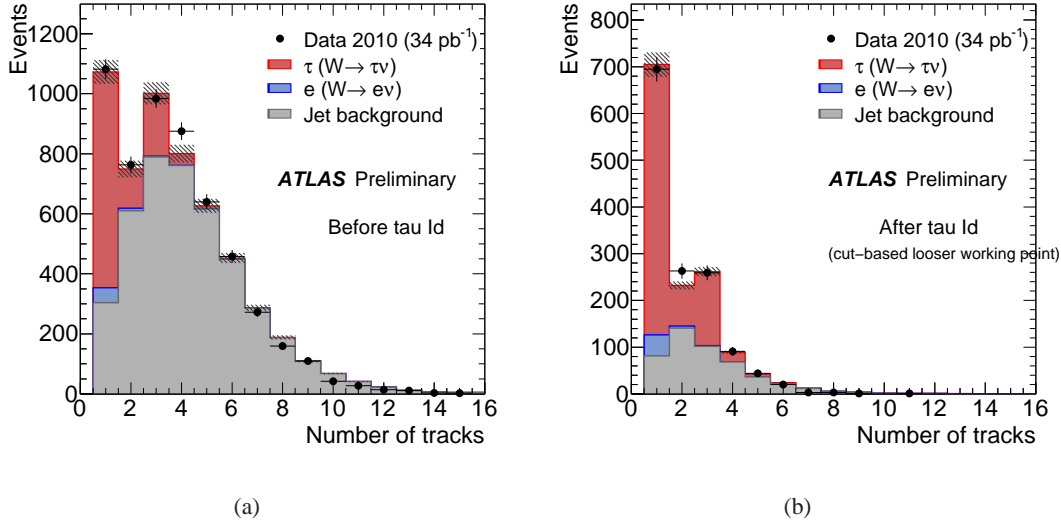 Events
1200
1000
800
600
400
200
0
0 2 4 6 8 10 12 14 16
Number of tracks
Data 2010 (34 pb⁻¹)
τ (W→ τν)
e (W→ eν)
Jet background
ATLAS Preliminary
Before tau Id
(a)
Events
800
700
600
500
400
300
200
100
0
0 2 4 6 8 10 12 14 16
Number of tracks
Data 2010 (34 pb⁻¹)
τ (W→ τν)
e (W→ eν)
Jet background
ATLAS Preliminary
After tau Id
(cut−based looser working point)
(b)